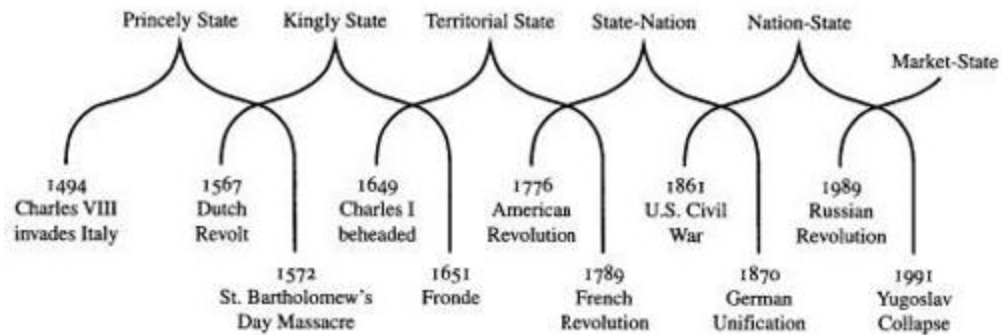 Princely State
Kingly State
Territorial State
State-Nation
Nation-State
Market-State
1494
Charles VIII
invades Italy
1567
Dutch
Revolt
1649
Charles I
beheaded
1776
American
Revolution
1861
U.S. Civil
War
1989
Russian
Revolution
1572
St. Bartholomew's
Day Massacre
1651
Fronde
1789
French
Revolution
1870
German
Unification
1991
Yugoslav
Collapse